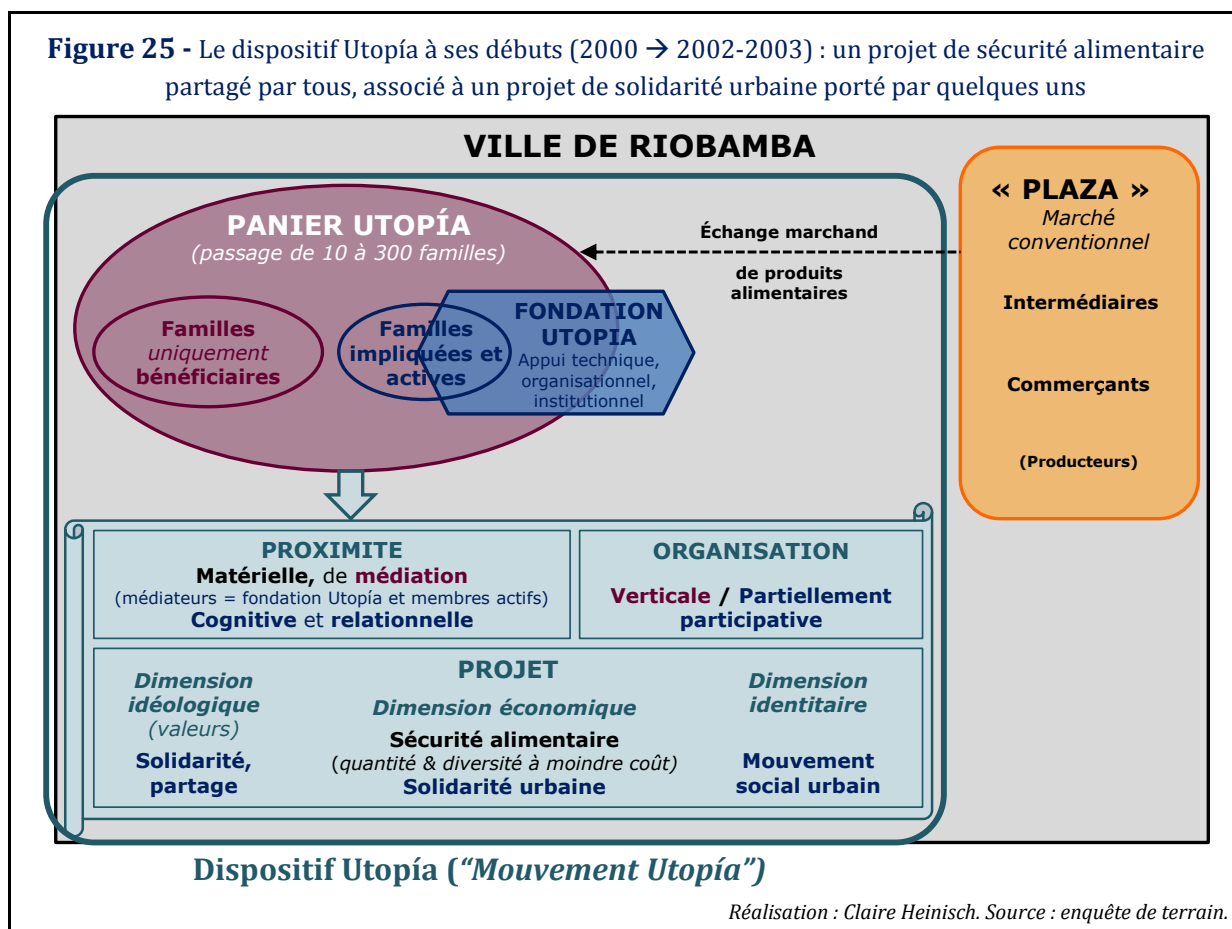 Figure 25 - Le dispositif Utopía à ses débuts (2000 → 2002-2003) : un projet de sécurité alimentaire
partagé par tous, associé à un projet de solidarité urbaine porté par quelques uns
VILLE DE RIOBAMBA
PANIER UTOPÍA
(passage de 10 à 300 familles)
Familles
uniquement
bénéficiaires
Familles
impliquées et
actives
FONDATION
UTOPIA
Appui technique,
organisationnel,
institutionnel
Échange marchand
de produits
alimentaires
« PLAZA »
Marché
conventionnel
Intermédiaires
Commerçants
(Producteurs)
PROXIMITE
Matérielle, de médiation
(médiateurs = fondation Utopía et membres actifs)
Cognitive et relationnelle
ORGANISATION
Verticale / Partiellement
participative
PROJET
Dimension
idéologique
(valeurs)
Solidarité,
partage
Dimension économique
Sécurité alimentaire
(quantité & diversité à moindre coût)
Solidarité urbaine
Dimension
identitaire
Mouvement
social urbain
Dispositif Utopía (“Mouvement Utopía”)
Réalisation : Claire Heinisch. Source : enquête de terrain.